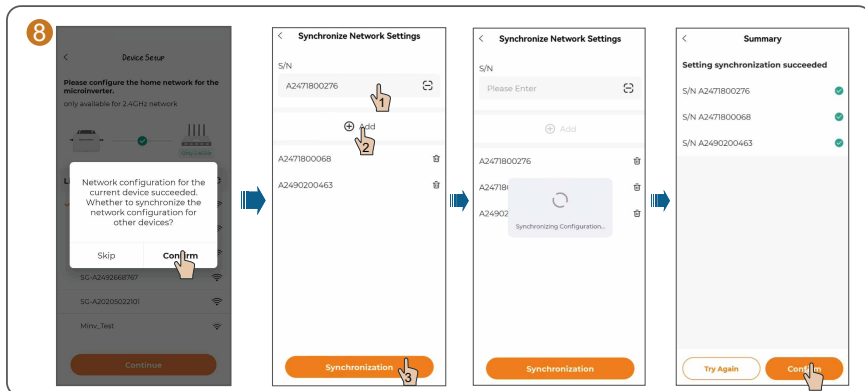 8
Device Setup
Please configure the home network for the
microinverter.
only available for 2.4GHz network
Network configuration for the
current device succeeded.
Whether to synchronize the
network configuration for
other devices?
Skip
Confirm
SG-A2492668767
SG-A20205022101
Minv_Test
Continue
Synchronize Network Settings
S/N
A2471800276
1
Add
2
A2471800068
A2490200463
Synchronization
3
Synchronize Network Settings
S/N
Please Enter
Add
A2471800276
A24718
A24902
Synchronizing Configuration...
Synchronization
Summary
Setting synchronization succeeded
S/N A2471800276
S/N A2471800068
S/N A2490200463
Try Again
Confirm